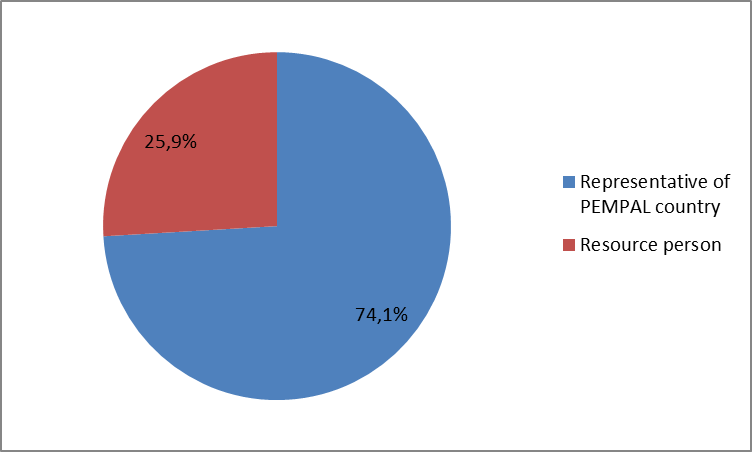 25,9%
74,1%
Representative of
PEMPAL country
Resource person